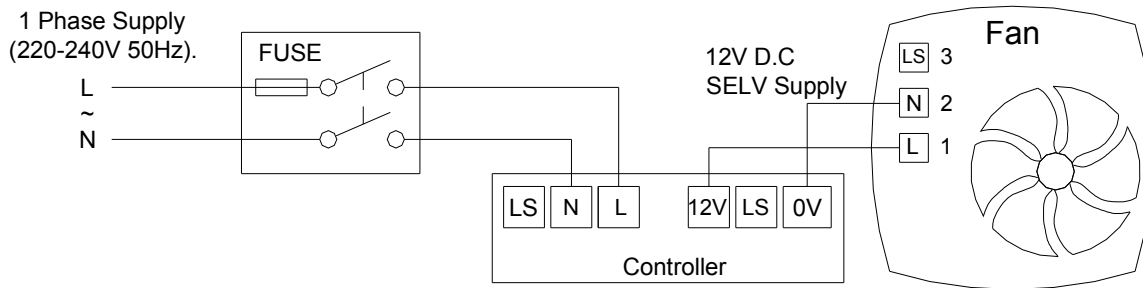 1 Phase Supply
(220-240V 50Hz).
L
~
N
FUSE
12V D.C
SELV Supply
Fan
LS 3
N 2
L 1
LS N L 12V LS 0V
Controller